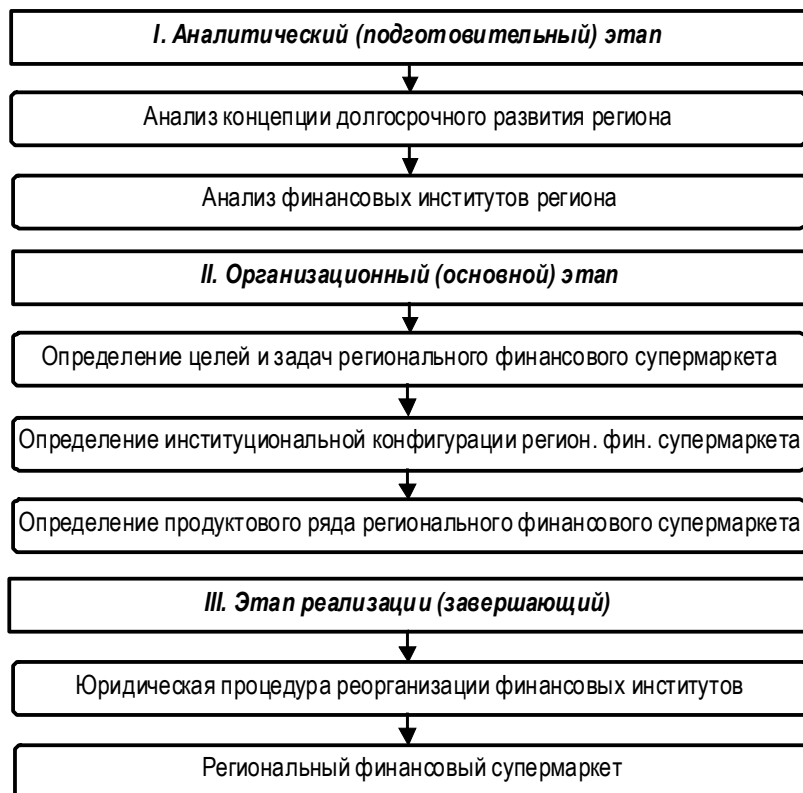 I. Аналитический (подготовительный) этап
Анализ концепции долгосрочного развития региона
Анализ финансовых институтов региона
II. Организационный (основной) этап
Определение целей и задач регионального финансового супермаркета
Определение институциональной конфигурации регион. фин. супермаркета
Определение продуктового ряда регионального финансового супермаркета
III. Этап реализации (завершающий)
Юридическая процедура реорганизации финансовых институтов
Региональный финансовый супермаркет